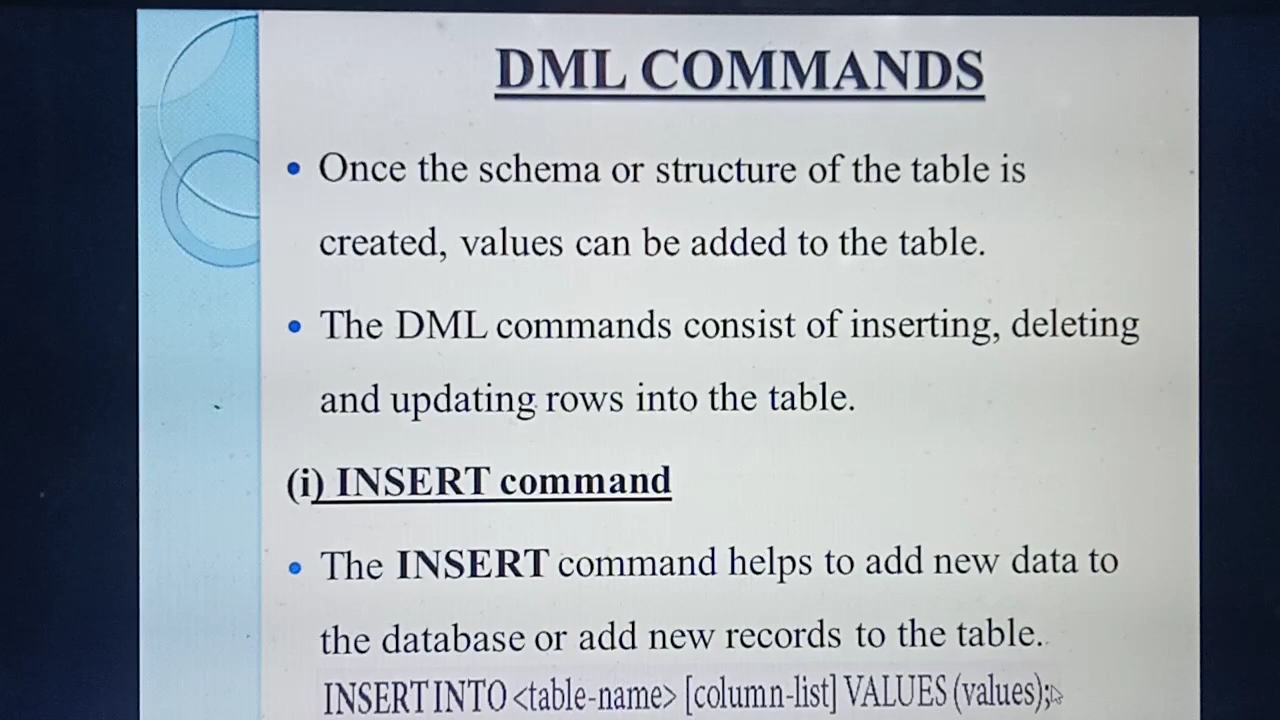 DML COMMANDS
• Once the schema or structure of the table is
created, values can be added to the table.
• The DML commands consist of inserting, deleting
and updating rows into the table.
(i) INSERT command
• The INSERT command helps to add new data to
the database or add new records to the table.
INSERT INTO <table-name> [column-list] VALUES (values);